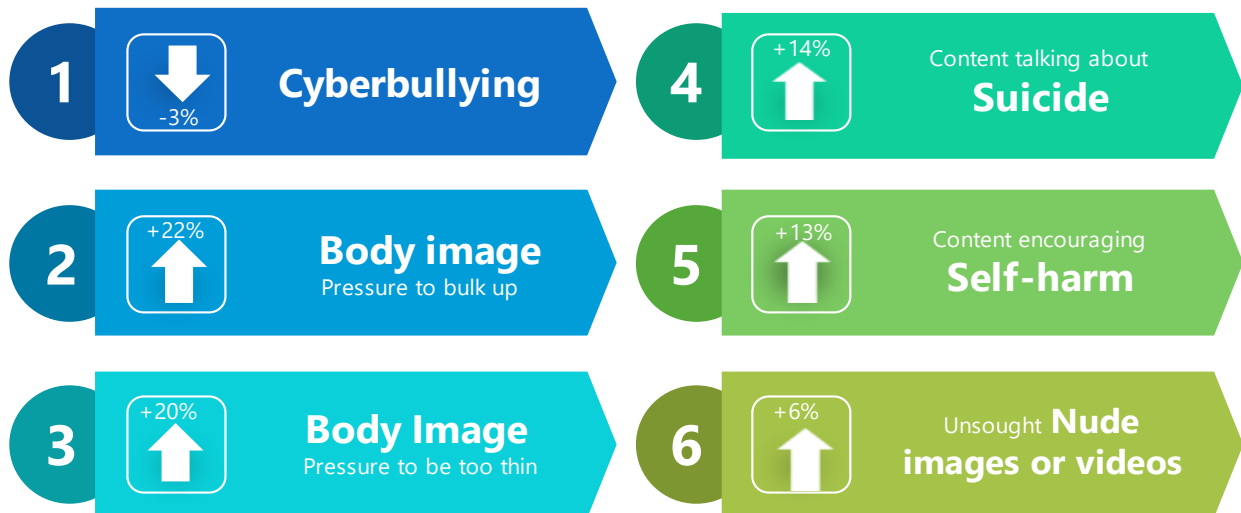 1
-3%
Cyberbullying
2
+22%
Body image
Pressure to bulk up
3
+20%
Body Image
Pressure to be too thin
4
+14%
Content talking about
Suicide
5
+13%
Content encouraging
Self-harm
6
+6%
Unsought Nude
images or videos